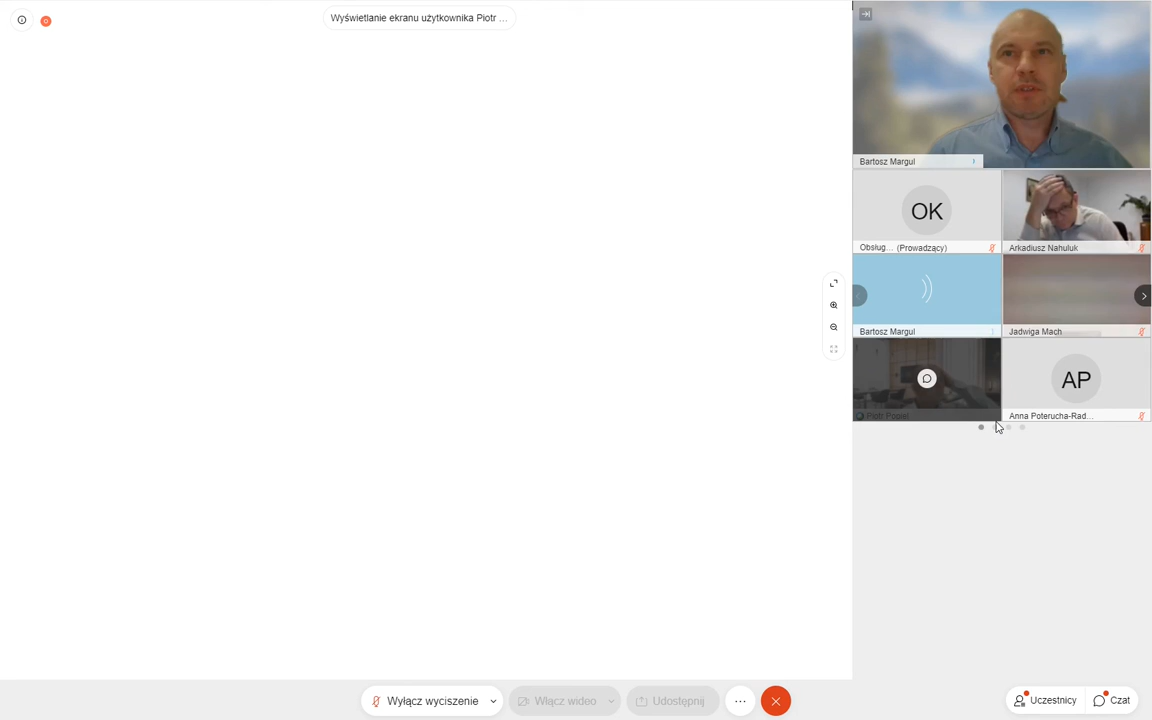 Wyświetlanie ekranu użytkownika Piotr ...
Bartosz Margul
OK
Obsług... (Prowadzący)
Arkadiusz Nahuluk
Bartosz Margul
Jadwiga Mach
Piotr
AP
Anna Poterucha-Rad...
Wyłącz wyciszenie
Włącz wideo
Udostępnij
Uczestnicy
Czat